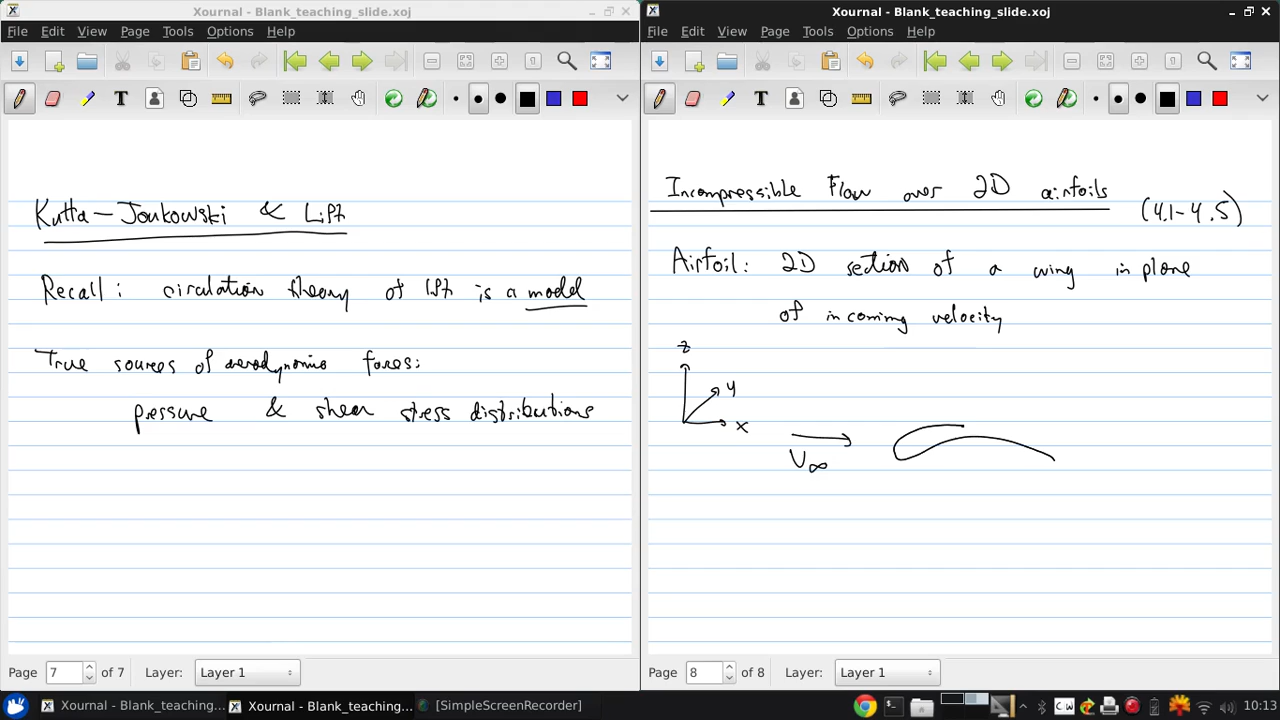 Xournal - Blank_teaching_slide.xoj
File Edit View Page Tools Options Help
Kutta-Joukowski & Lift
Recall: circulation theory of lift is a model
True sources of aerodynamic forces:
pressure & shear stress distributions
Page 7 of 7 Layer: Layer 1
Xournal - Blank_teaching_slide.xoj
File Edit View Page Tools Options Help
Incompressible Flow over 2D airfoils
(4.1-4.5)
Airfoil: 2D section of a wing in plane
of incoming velocity
z
y
x
V∞
Page 8 of 8 Layer: Layer 1
Xournal - Blank_teaching_... Xournal - Blank_teaching_... [SimpleScreenRecorder] CW 10:13